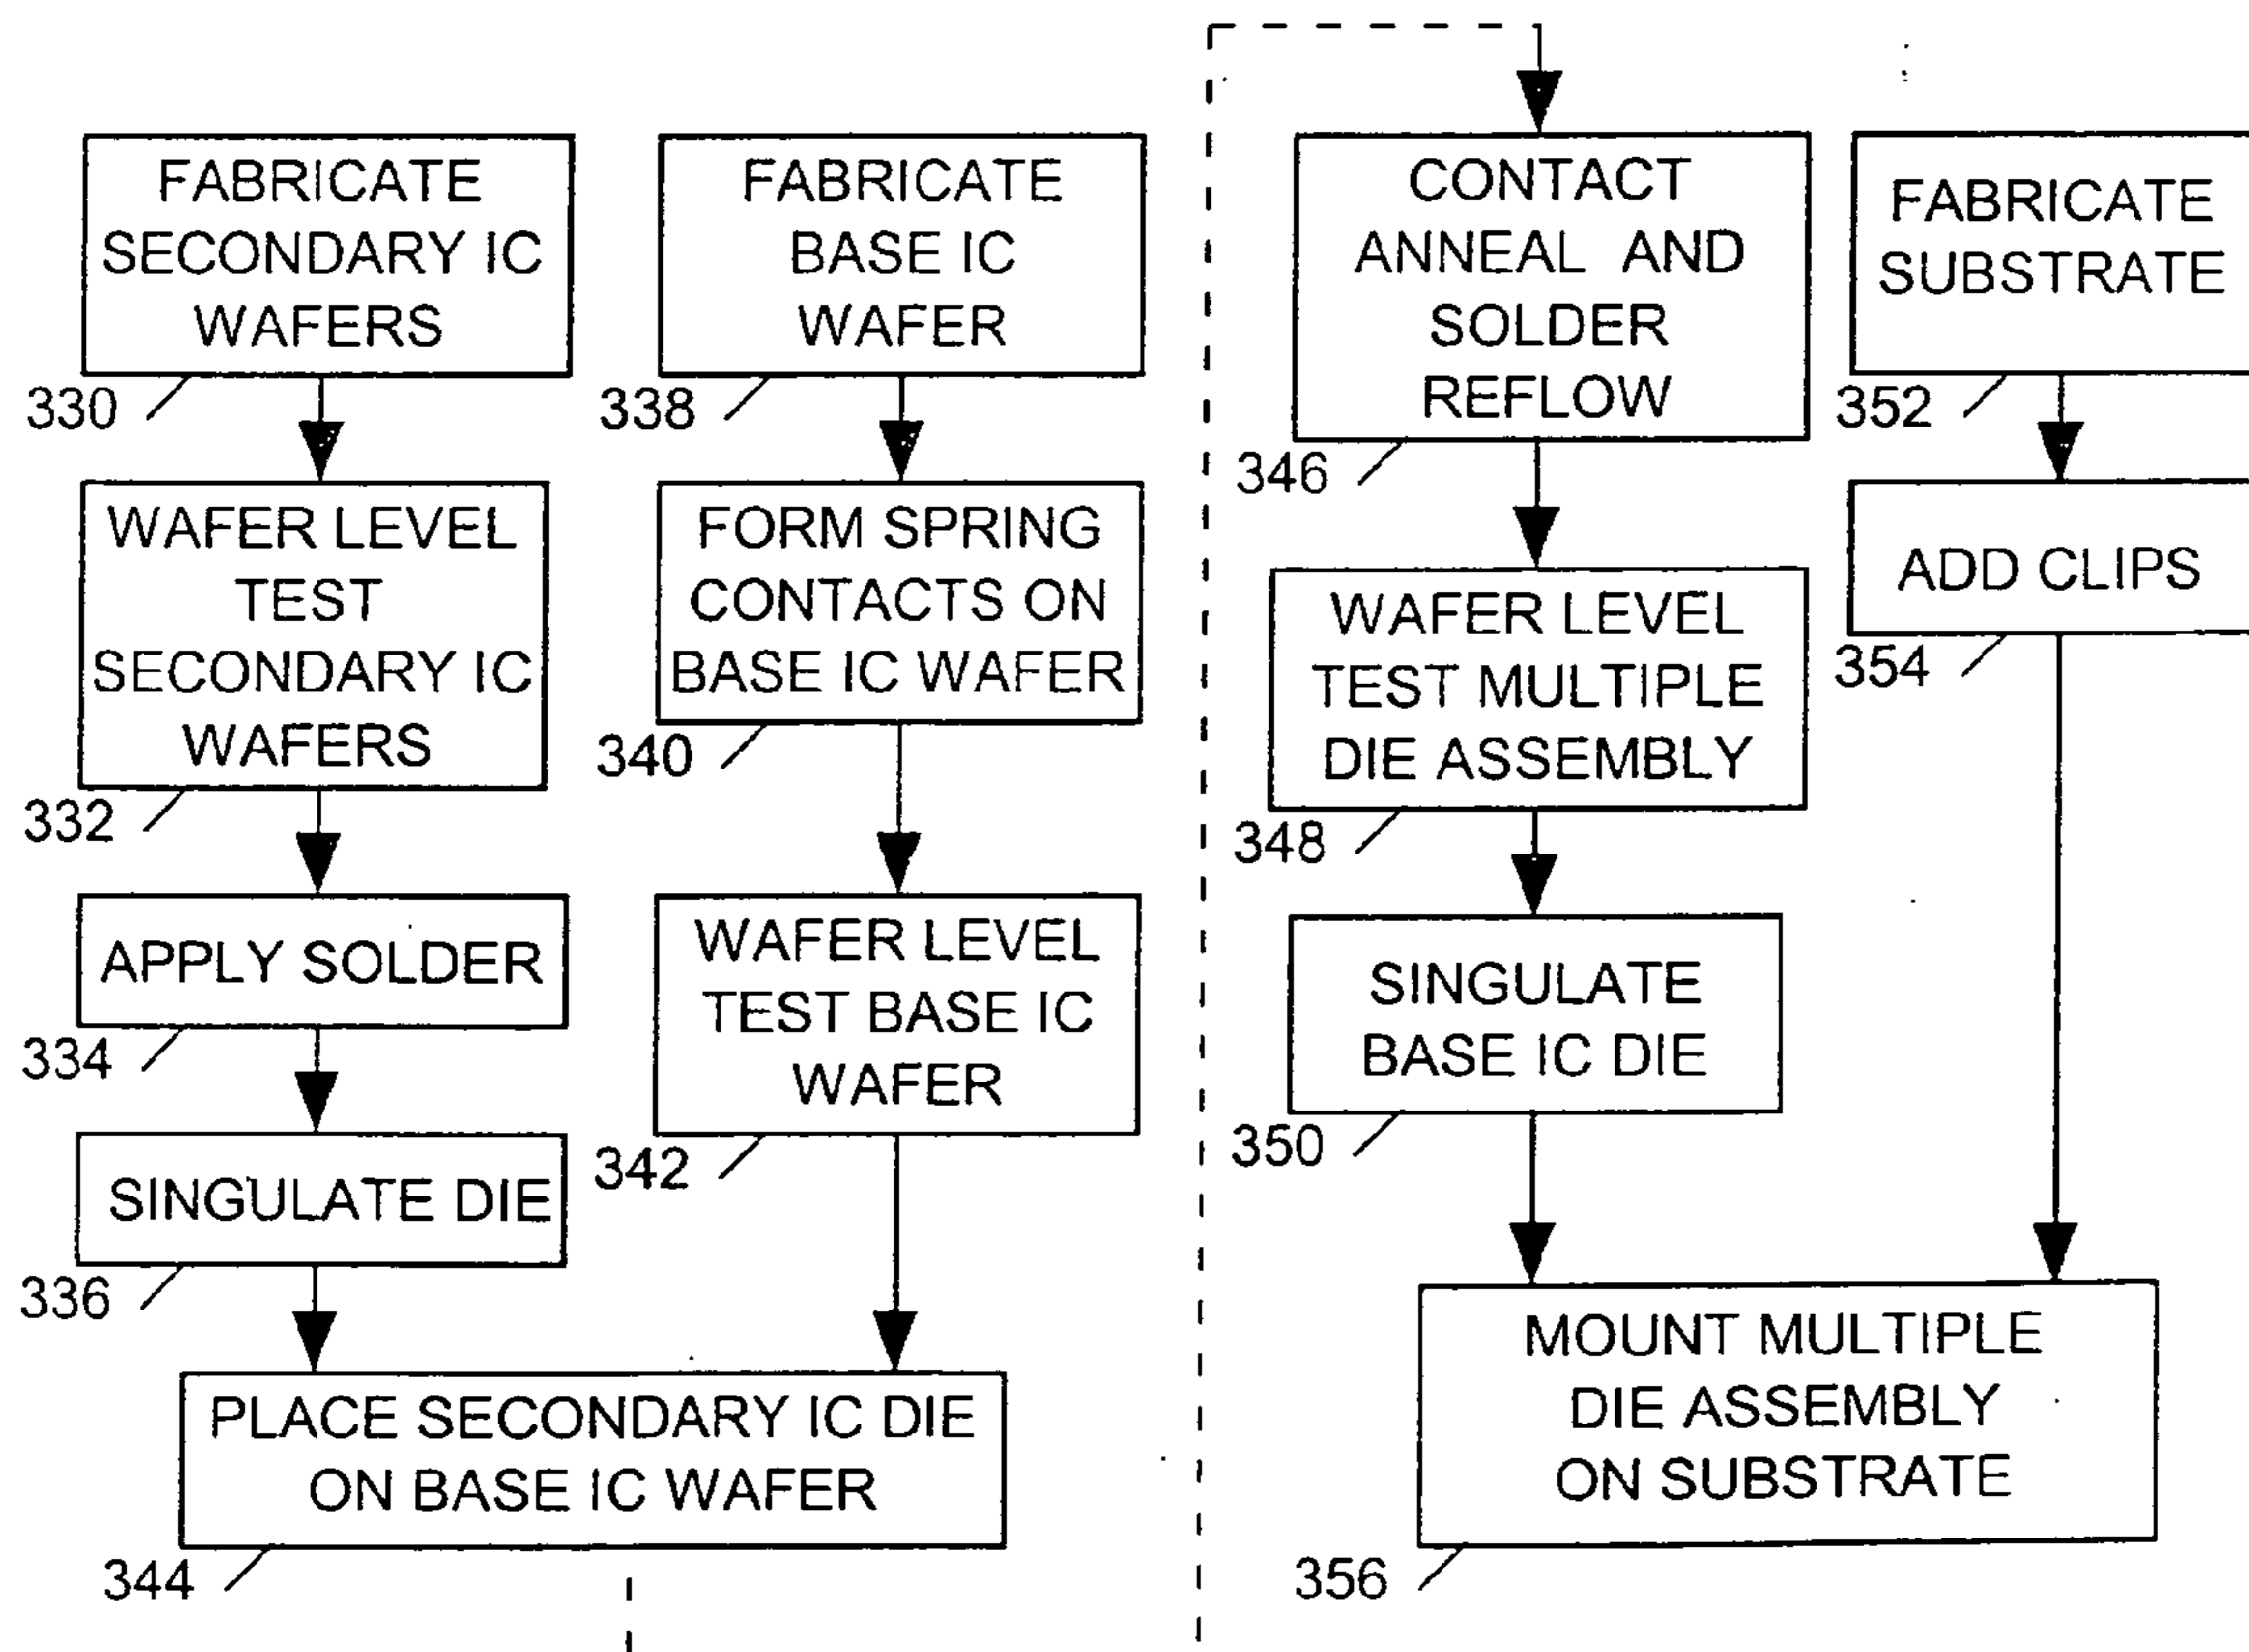 FABRICATE
SECONDARY IC
WAFERS
330
WAFER LEVEL
TEST
SECONDARY IC
WAFERS
332
APPLY SOLDER
334
SINGULATE DIE
336
FABRICATE
BASE IC
WAFER
338
FORM SPRING
CONTACTS ON
BASE IC WAFER
340
WAFER LEVEL
TEST BASE IC
WAFER
342
PLACE SECONDARY IC DIE
ON BASE IC WAFER
344
CONTACT
ANNEAL AND
SOLDER
REFLOW
346
WAFER LEVEL
TEST MULTIPLE
DIE ASSEMBLY
348
SINGULATE
BASE IC DIE
350
FABRICATE
SUBSTRATE
352
ADD CLIPS
354
MOUNT MULTIPLE
DIE ASSEMBLY
ON SUBSTRATE
356